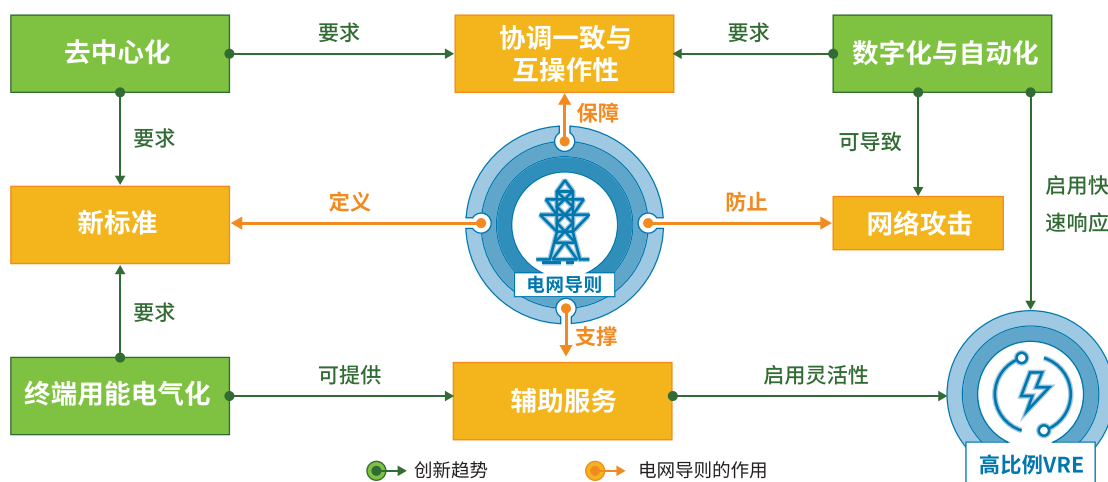 去中心化
要求
协调一致与
互操作性
要求
数字化与自动化
保障
要求
可导致
启用快
速响应
新标准
定义
防止
网络攻击
电网导则
要求
支撑
终端用能电气化
可提供
辅助服务
启用灵活性
高比例VRE
创新趋势
电网导则的作用